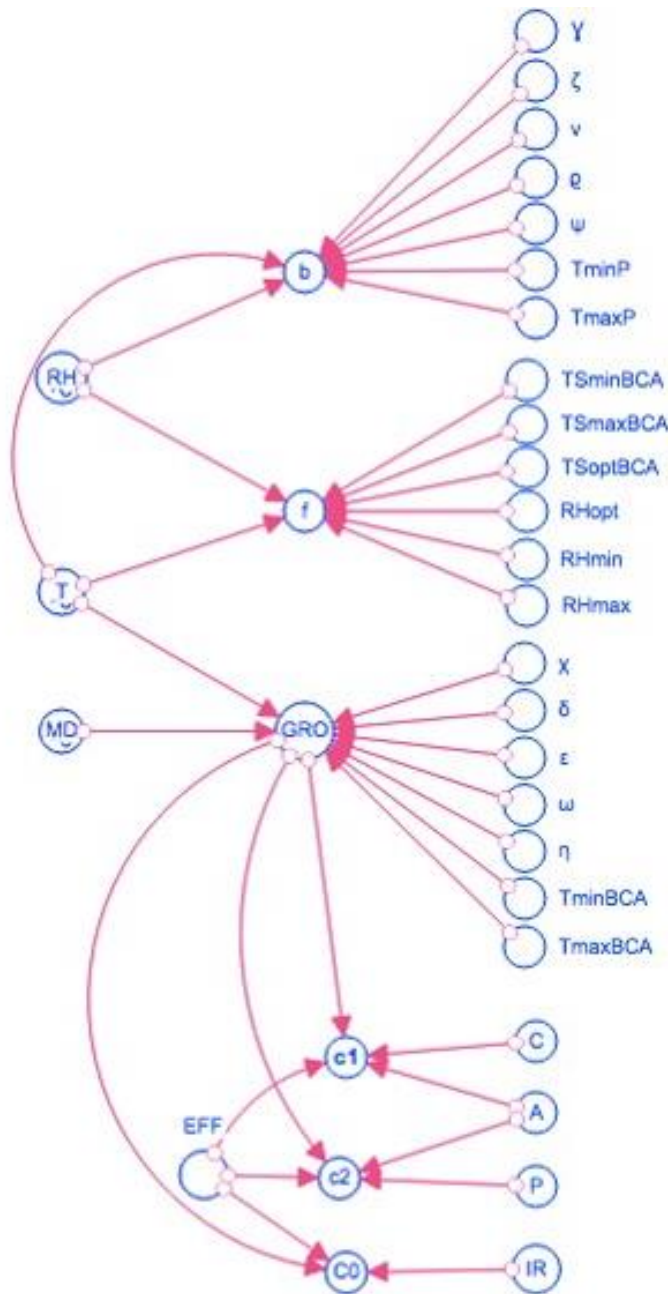 ɣ
ζ
ν
ϱ
ψ
b
TminP
TmaxP
RH
TSminBCA
TSmaxBCA
TSoptBCA
f
RHopt
RHmin
T
RHmax
χ
δ
MD
GRO
ε
ω
η
TminBCA
TmaxBCA
c1
C
A
EFF
c2
P
C0
IR